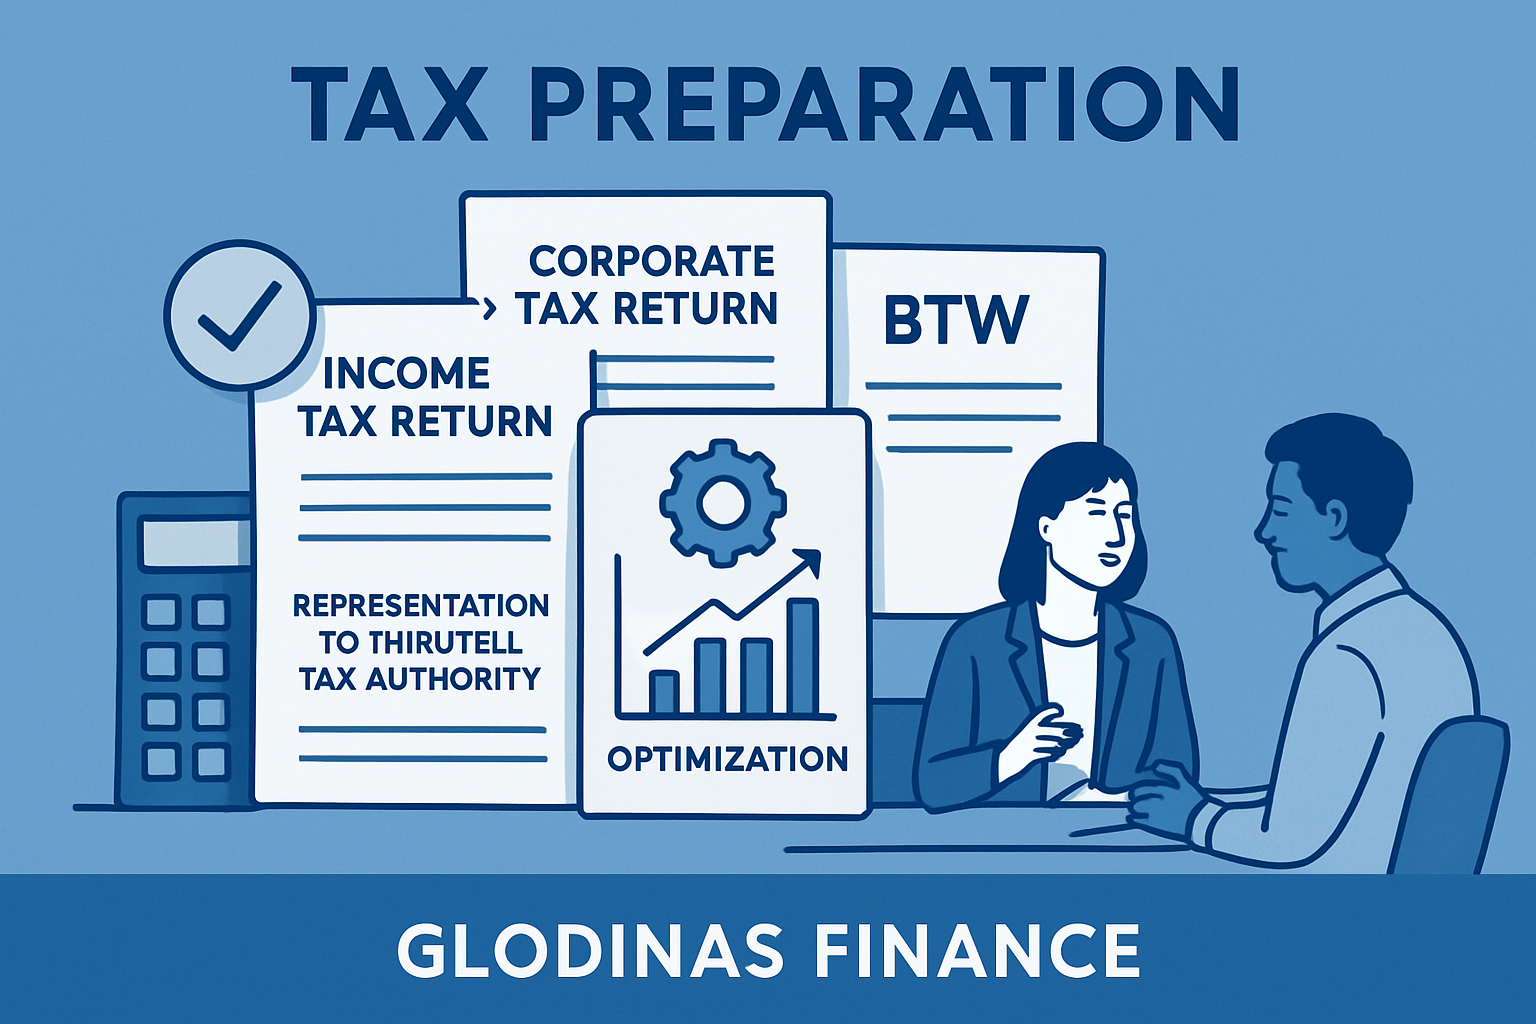 TAX PREPARATION
CORPORATE
› TAX RETURN
BTW
INCOME
TAX RETURN
REPRESENTATION
TO THIRUTELL
TAX AUTHORITY
OPTIMIZATION
GLODINAS FINANCE